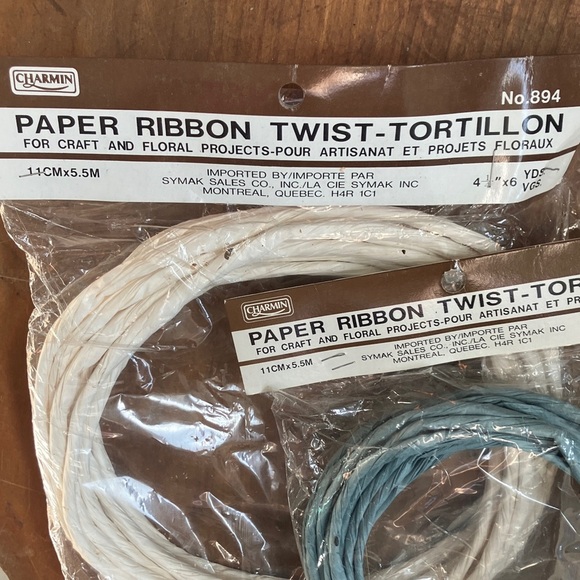 CHARMIN
No.894
PAPER RIBBON TWIST-TORTILLON
FOR CRAFT AND FLORAL PROJECTS-POUR ARTISANAT ET PROJETS FLORAUX
11CMx5.5M
IMPORTED BY/IMPORTE PAR
SYMAK SALES CO., INC./LA CIE SYMAK INC
MONTREAL, QUEBEC. H4R 1C1
4 "x6 YDS
VGS.
CHARMIN
PAPER RIBBON TWIST-TORT
FOR CRAFT AND FLORAL PROJECTS-POUR ARTISANAT ET P
11CMx5.5M
IMPORTED BY/IMPORTE PAR
SYMAK SALES CO., INC./LA CIE SYMAK INC
MONTREAL, QUEBEC. H4R 1C1